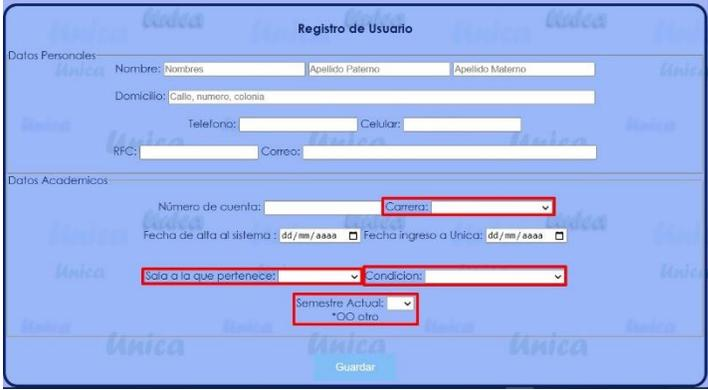 Registro de Usuario
Datos Personales
Nombre: Nombres Apellido Paterno Apellido Materno
Domicilio: Calle, numero, colonia
Telefono: Celular:
RFC: Correo:
Datos Academicos
Número de cuenta: Carrera:
Fecha de alta al sistema : dd/mm/aaaa Fecha ingreso a Unica: dd/mm/aaaa
Sala a la que pertenece: Condicion:
Semestre Actual:
*OO otro
Guardar